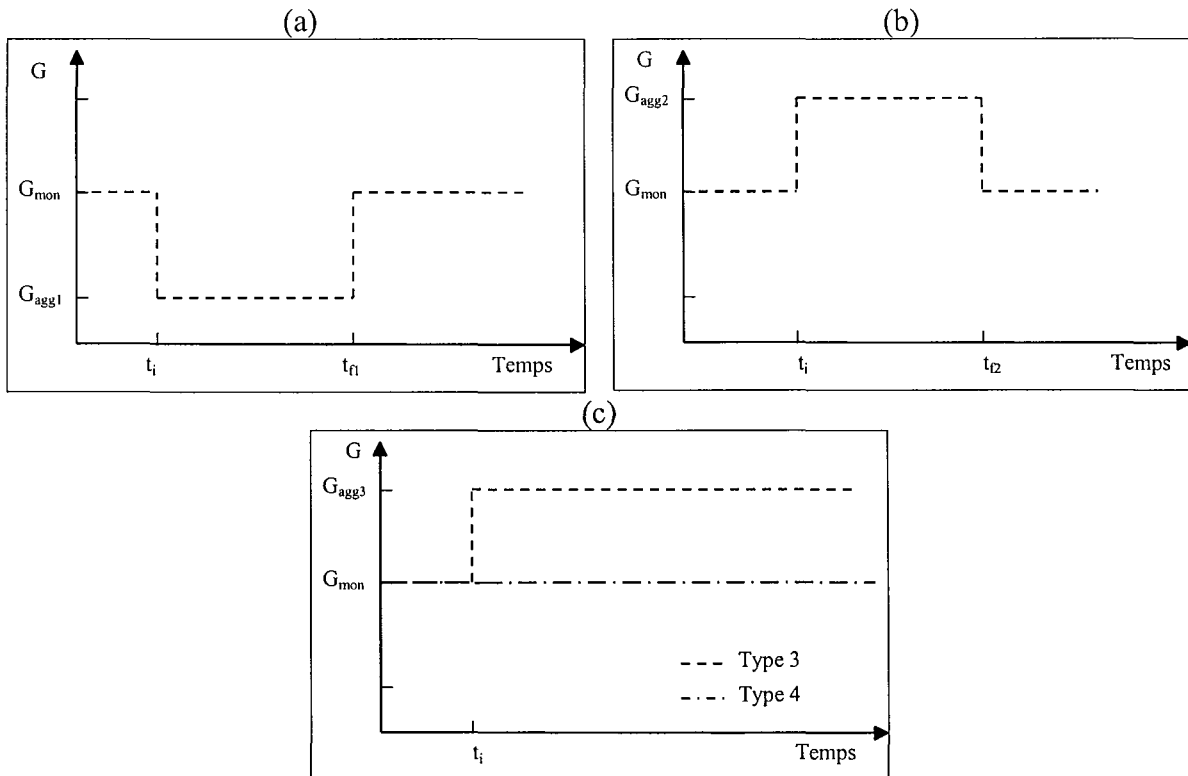 (a)
G
G_mon
G_agg1
t_i
t_f1
Temps
(b)
G
G_agg2
G_mon
t_i
t_f2
Temps
(c)
G
G_agg3
G_mon
Type 3
Type 4
t_i
Temps